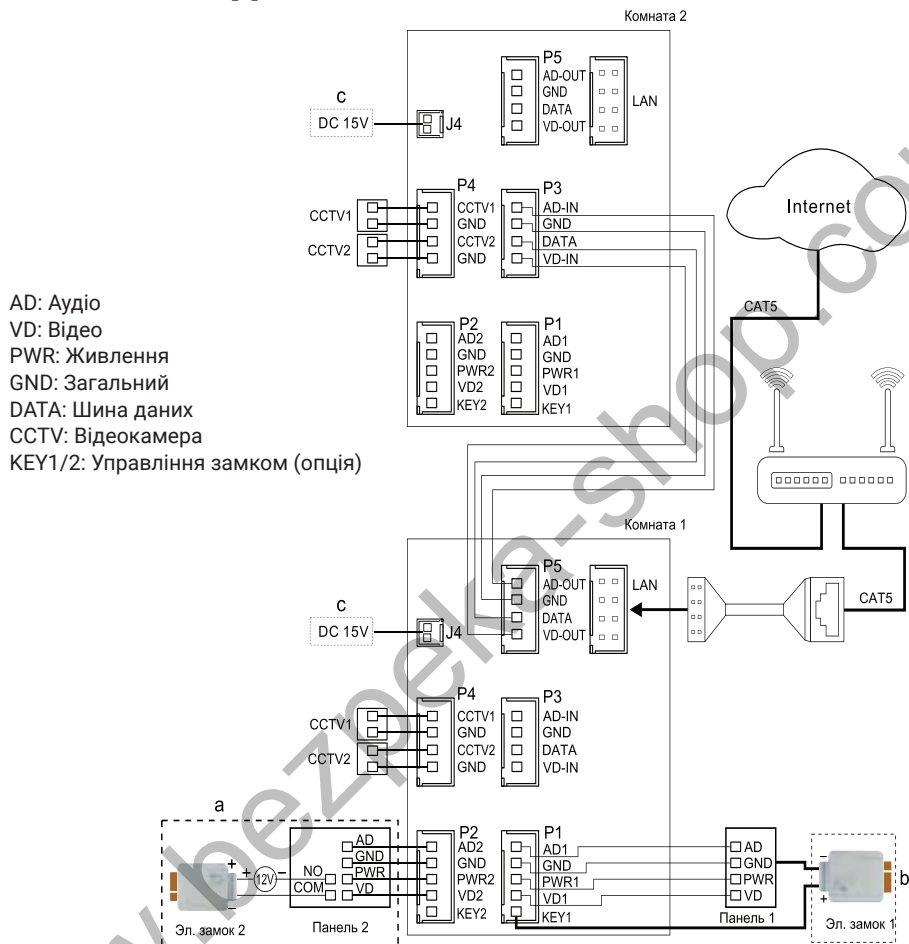 Комната 2
P5
AD-OUT
GND
DATA
VD-OUT
LAN
c
DC 15V
J4
P4
CCTV1
GND
CCTV2
GND
CCTV1
CCTV2
P3
AD-IN
GND
DATA
VD-IN
Internet
CAT5
AD: Аудіо
VD: Відео
PWR: Живлення
GND: Загальний
DATA: Шина даних
CCTV: Відеокамера
KEY1/2: Управління замком (опція)
P2
AD2
GND
PWR2
VD2
KEY2
P1
AD1
GND
PWR1
VD1
KEY1
Комната 1
P5
AD-OUT
GND
DATA
VD-OUT
LAN
CAT5
c
DC 15V
J4
P4
CCTV1
GND
CCTV2
GND
CCTV1
CCTV2
P3
AD-IN
GND
DATA
VD-IN
a
+
–
+
12V
–
NO
COM
AD
GND
PWR
VD
Эл. замок 2
Панель 2
P2
AD2
GND
PWR2
VD2
KEY2
P1
AD1
GND
PWR1
VD1
KEY1
AD
GND
PWR
VD
Панель 1
–
+
Эл. замок 1
b
.bezpeka-shop.co